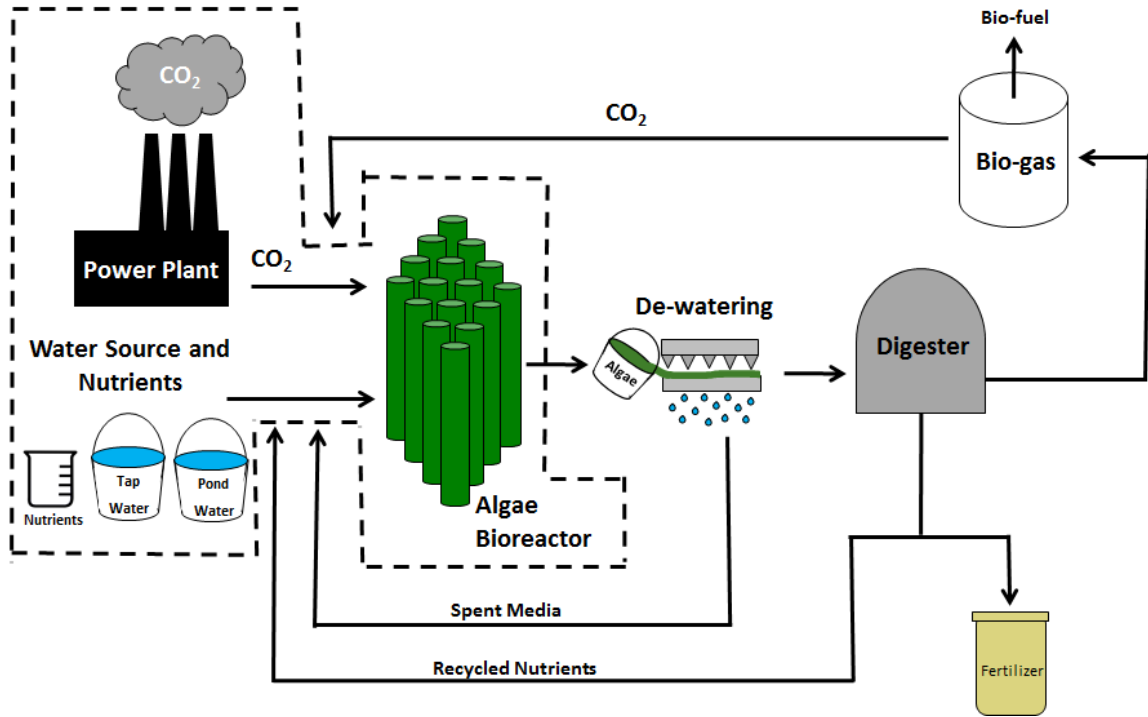 Bio-fuel
CO₂
CO₂
Bio-gas
Power Plant
CO₂
De-watering
Water Source and
Nutrients
Algae
Digester
Tap
Water
Pond
Water
Nutrients
Algae
Bioreactor
Spent Media
Recycled Nutrients
Fertilizer